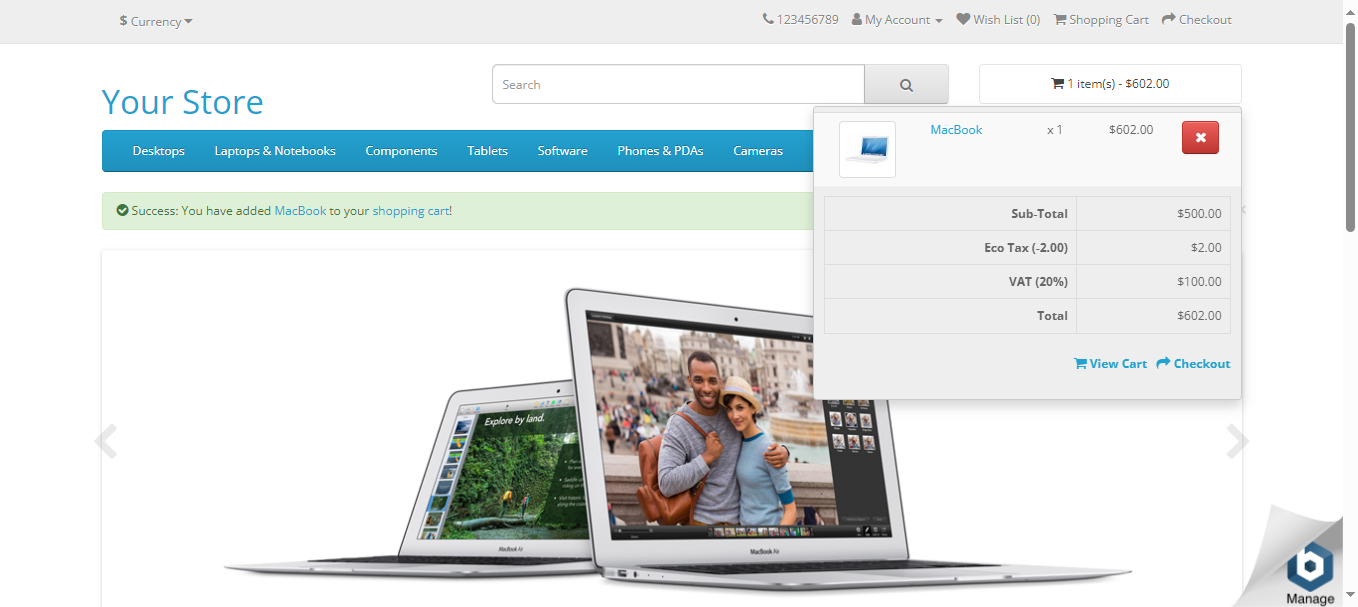 $ Currency
123456789 My Account Wish List (0) Shopping Cart Checkout
Your Store
Search
1 item(s) - $602.00
MacBook x 1 $602.00
Desktops Laptops & Notebooks Components Tablets Software Phones & PDAs Cameras
Success: You have added MacBook to your shopping cart!
Sub-Total $500.00
Eco Tax (-2.00) $2.00
VAT (20%) $100.00
Total $602.00
View Cart Checkout
Explore by land.
MacBook Air
MacBook Air
Manage